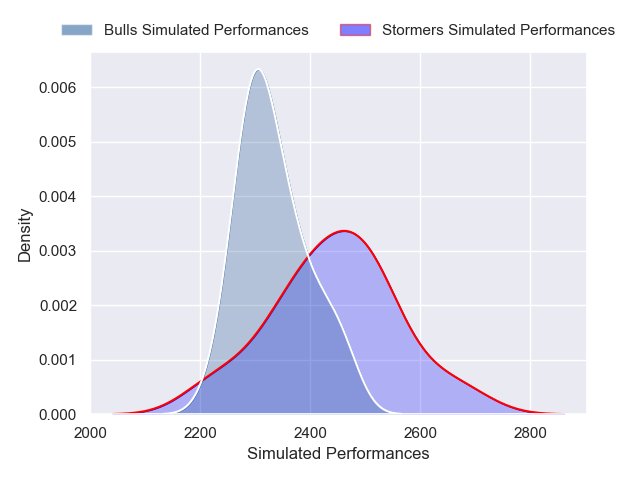 Bulls Simulated Performances
Stormers Simulated Performances
Density
0.006
0.005
0.004
0.003
0.002
0.001
0.000
2000 2200 2400 2600 2800
Simulated Performances